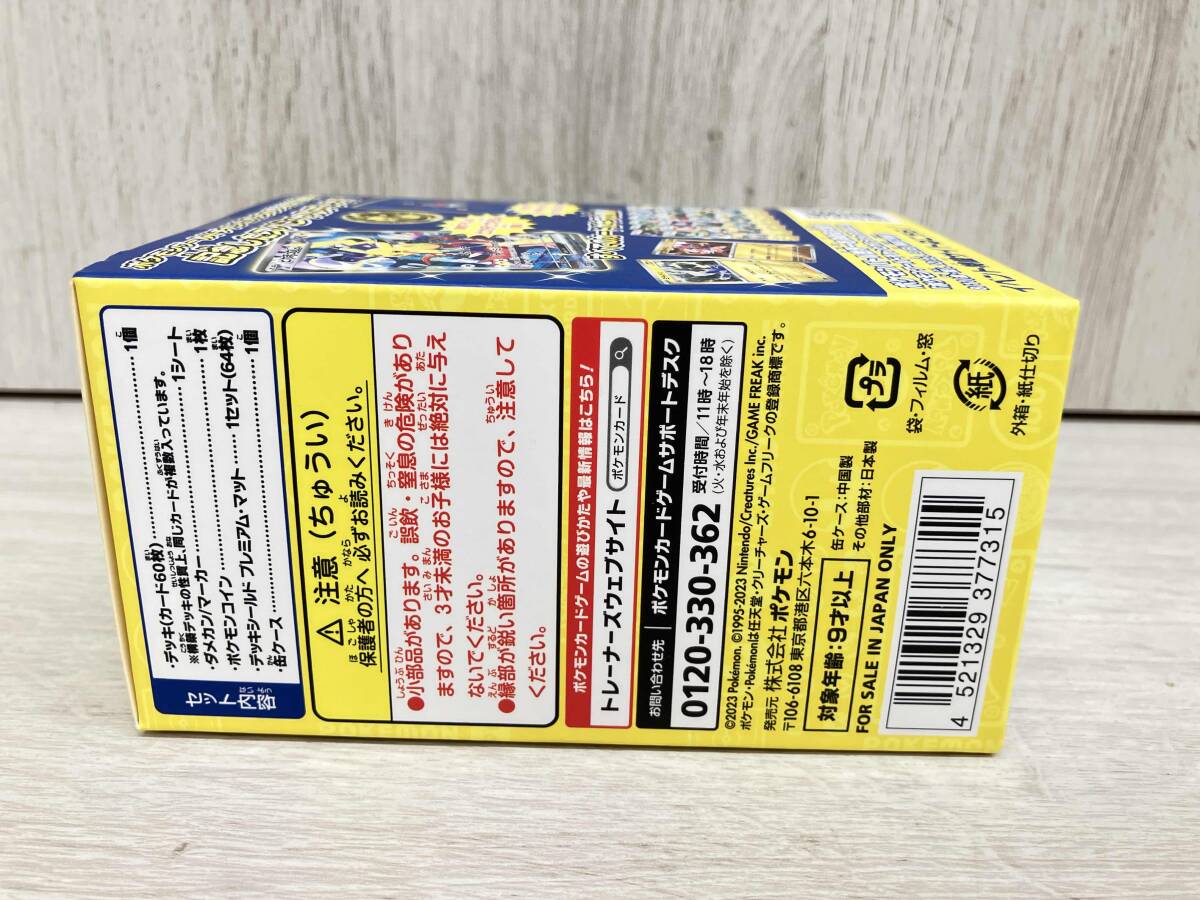 セット内容
・デッキ(カード60枚)……1個
※構築デッキの性質上、同じカードが複数入っています。
・ダメカン/マーカー……1シート
・ポケモンコイン……1枚
・デッキシールド プレミアム・マット……1セット(64枚)
・缶ケース……1個
注意(ちゅうい)
保護者の方へ 必ずお読みください。
●小部品があります。誤飲・窒息の危険があり
ますので、3才未満のお子様には絶対に与え
ないでください。
●縁部が鋭い箇所がありますので、注意して
ください。
ポケモンカードゲームの遊びかたや最新情報はこちら!
トレーナーズウェブサイト ポケモンカード
お問い合わせ先 ポケモンカードゲームサポートデスク
0120-330-362 受付時間/11時~18時
(火・水および年末年始を除く)
©2023 Pokémon. ©1995-2023 Nintendo/Creatures Inc./GAME FREAK inc.
ポケモン・Pokémonは任天堂・クリーチャーズ・ゲームフリークの登録商標です。
発売元 株式会社ポケモン
〒106-6108 東京都港区六本木6-10-1
対象年齢:9才以上
缶ケース:中国製
その他部材:日本製
FOR SALE IN JAPAN ONLY
プラ
袋・フィルム・窓
紙
外箱・紙仕切り
4 521329 377315